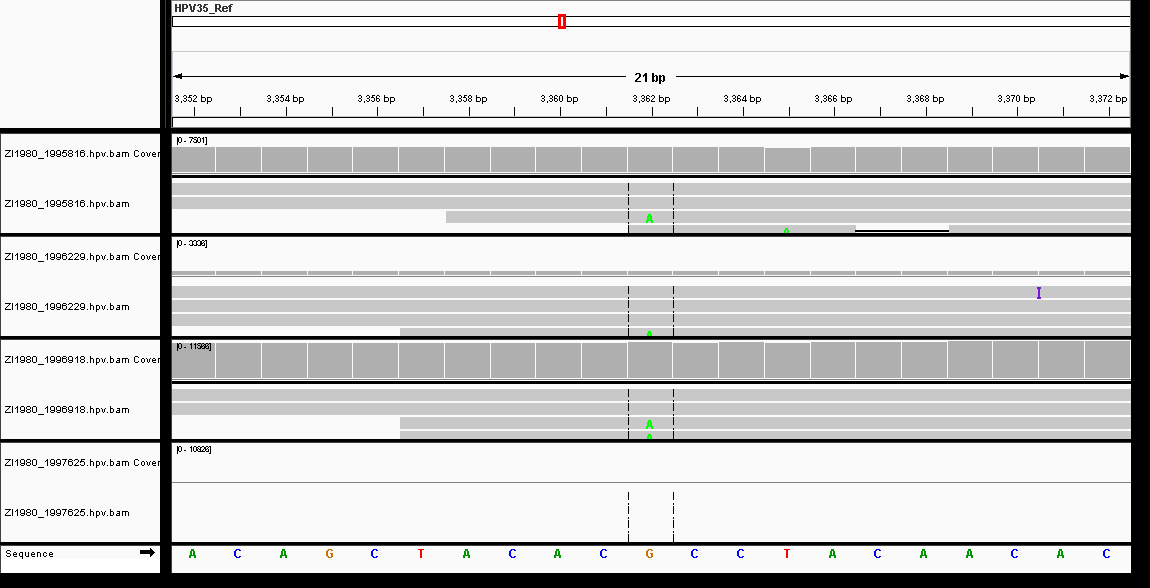 HPV35_Ref
21 bp
3,352 bp 3,354 bp 3,356 bp 3,358 bp 3,360 bp 3,362 bp 3,364 bp 3,366 bp 3,368 bp 3,370 bp 3,372 bp
[0 - 7501]
ZI1980_1995816.hpv.bam Cover
ZI1980_1995816.hpv.bam
A
A
[0 - 3336]
ZI1980_1996229.hpv.bam Cover
I
ZI1980_1996229.hpv.bam
A
[0 - 11566]
ZI1980_1996918.hpv.bam Cover
ZI1980_1996918.hpv.bam
A
A
[0 - 10826]
ZI1980_1997625.hpv.bam Cover
ZI1980_1997625.hpv.bam
Sequence A C A G C T A C A C G C C T A C A A C A C